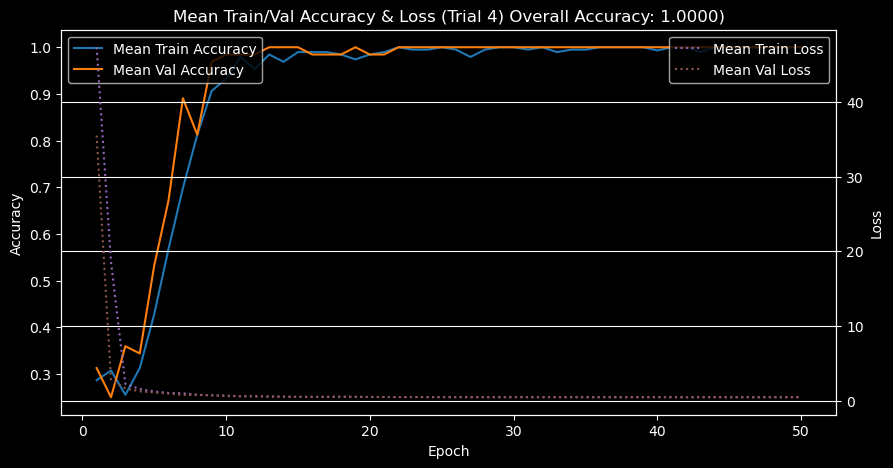 Mean Train/Val Accuracy & Loss (Trial 4) Overall Accuracy: 1.0000)
Mean Train Accuracy
Mean Val Accuracy
Mean Train Loss
Mean Val Loss
Accuracy
1.0
0.9
0.8
0.7
0.6
0.5
0.4
0.3
40
30
20
10
0
Loss
0 10 20 30 40 50
Epoch